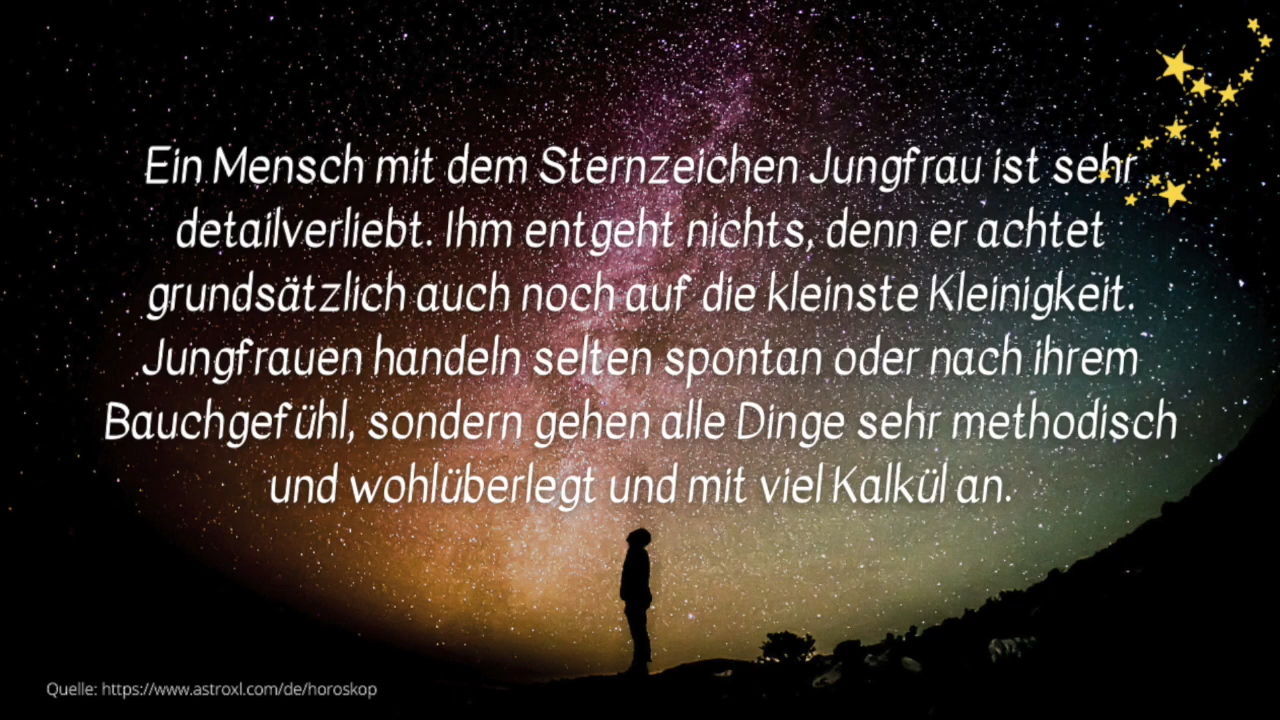 Ein Mensch mit dem Sternzeichen Jungfrau ist sehr
detailverliebt. Ihm entgeht nichts, denn er achtet
grundsätzlich auch noch auf die kleinste Kleinigkeit.
Jungfrauen handeln selten spontan oder nach ihrem
Bauchgefühl, sondern gehen alle Dinge sehr methodisch
und wohlüberlegt und mit viel Kalkül an.
Quelle: https://www.astroxl.com/de/horoskop